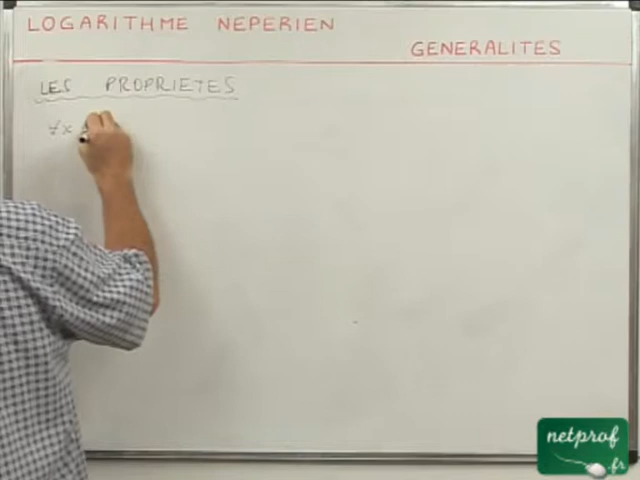 LOGARITHME NEPERIEN
GENERALITES
LES PROPRIETES
∀x
netprof
.fr